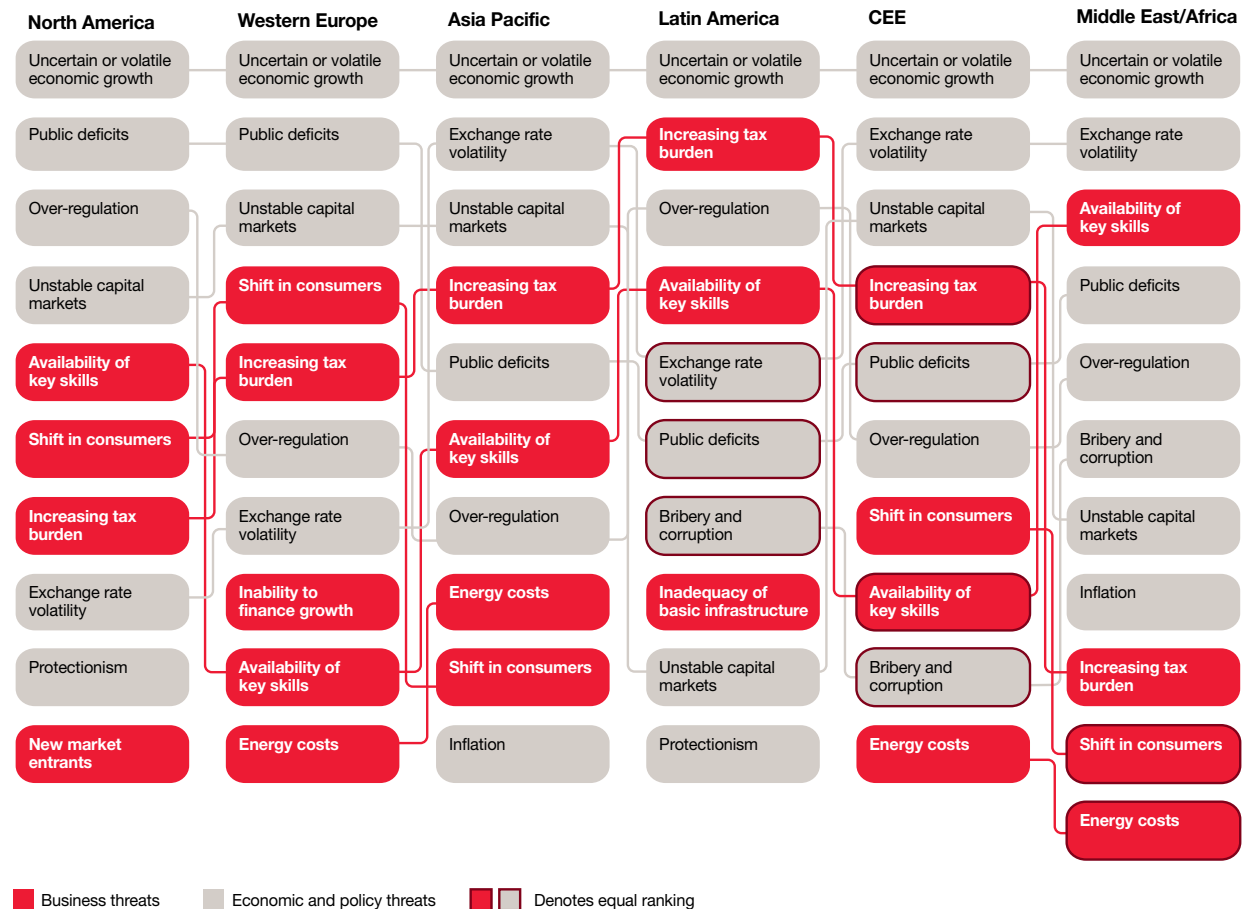 North America
Western Europe
Asia Pacific
Latin America
CEE
Middle East/Africa
Uncertain or volatile
economic growth
Uncertain or volatile
economic growth
Uncertain or volatile
economic growth
Uncertain or volatile
economic growth
Uncertain or volatile
economic growth
Uncertain or volatile
economic growth
Public deficits
Public deficits
Exchange rate
volatility
Increasing tax
burden
Exchange rate
volatility
Exchange rate
volatility
Over-regulation
Unstable capital
markets
Unstable capital
markets
Over-regulation
Unstable capital
markets
Availability of
key skills
Unstable capital
markets
Shift in consumers
Increasing tax
burden
Availability of
key skills
Increasing tax
burden
Public deficits
Availability of
key skills
Increasing tax
burden
Public deficits
Exchange rate
volatility
Public deficits
Over-regulation
Shift in consumers
Over-regulation
Availability of
key skills
Public deficits
Over-regulation
Bribery and
corruption
Increasing tax
burden
Exchange rate
volatility
Over-regulation
Bribery and
corruption
Shift in consumers
Unstable capital
markets
Exchange rate
volatility
Inability to
finance growth
Energy costs
Inadequacy of
basic infrastructure
Availability of
key skills
Inflation
Protectionism
Availability of
key skills
Shift in consumers
Unstable capital
markets
Bribery and
corruption
Increasing tax
burden
New market
entrants
Energy costs
Inflation
Protectionism
Energy costs
Shift in consumers
Energy costs
Business threats
Economic and policy threats
Denotes equal ranking